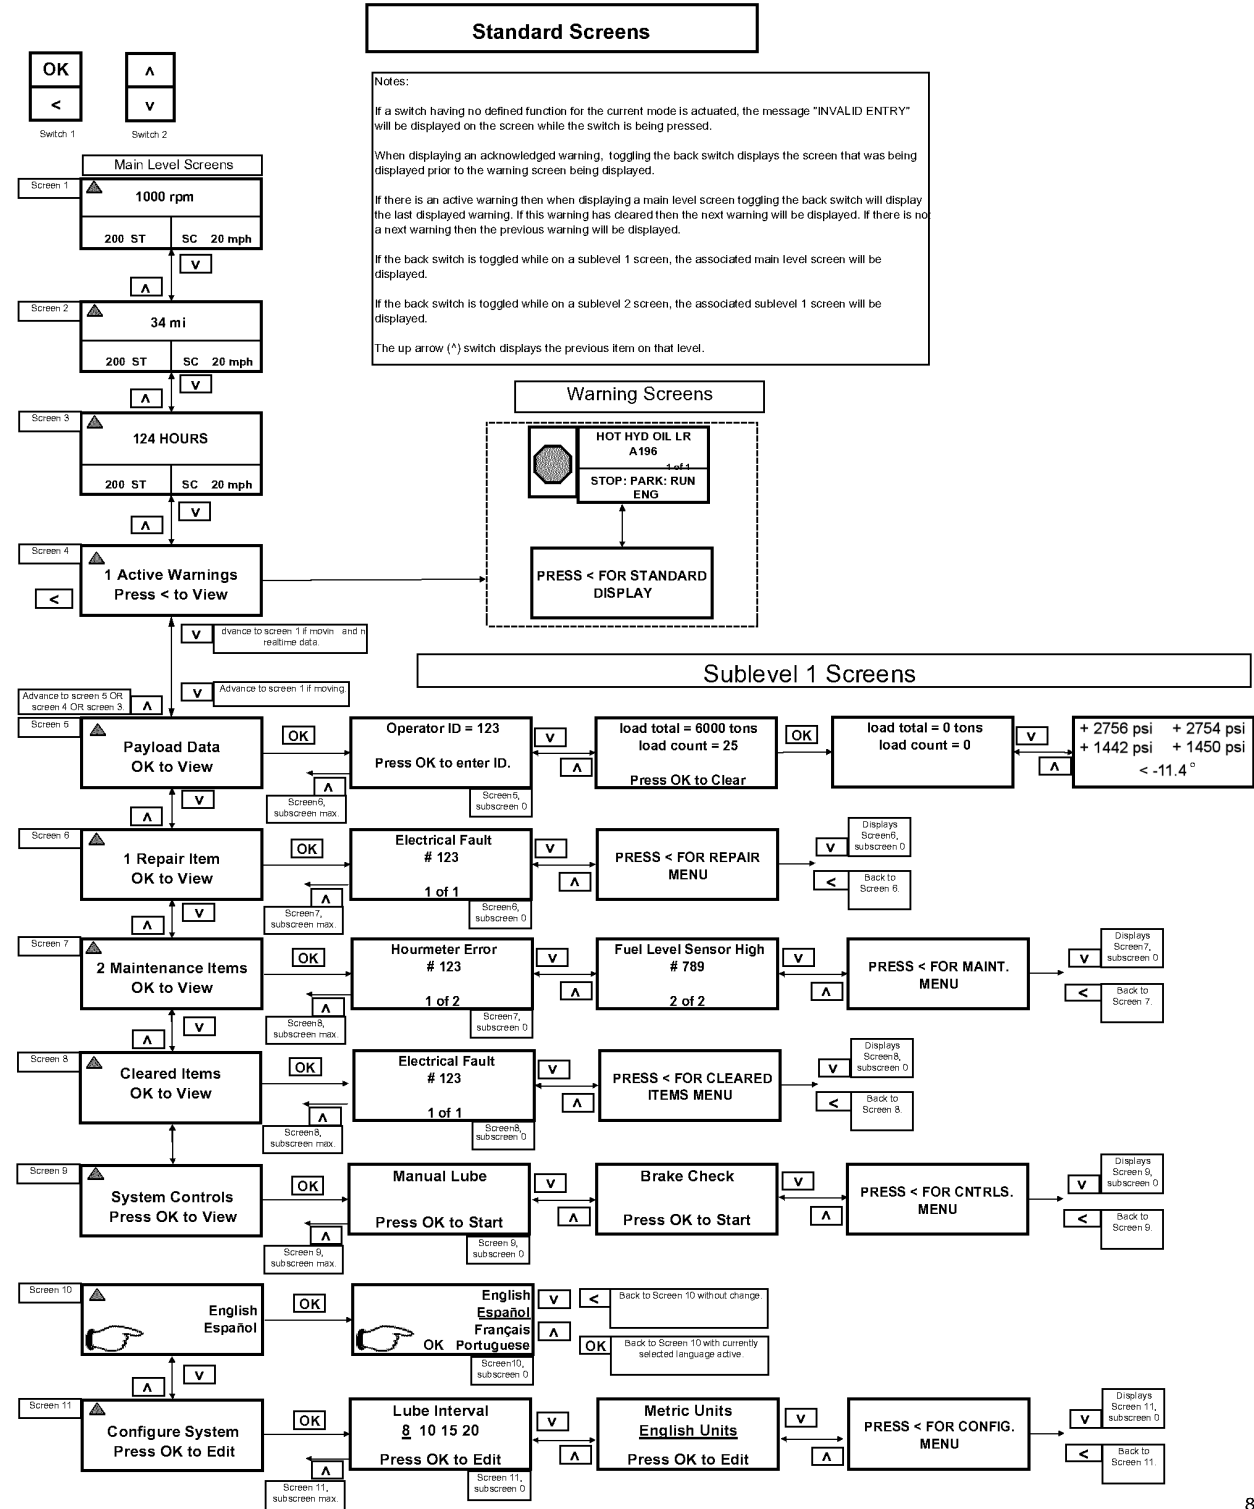 Standard Screens
OK
<
Switch 1
^
v
Switch 2
Notes:
If a switch having no defined function for the current mode is actuated, the message "INVALID ENTRY"
will be displayed on the screen while the switch is being pressed.
When displaying an acknowledged warning, toggling the back switch displays the screen that was being
displayed prior to the warning screen being displayed.
If there is an active warning then when displaying a main level screen toggling the back switch will display
the last displayed warning. If this warning has cleared then the next warning will be displayed. If there is no
a next warning then the previous warning will be displayed.
If the back switch is toggled while on a sublevel 1 screen, the associated main level screen will be
displayed.
If the back switch is toggled while on a sublevel 2 screen, the associated sublevel 1 screen will be
displayed.
The up arrow (^) switch displays the previous item on that level.
Main Level Screens
Screen 1
1000 rpm
200 ST
SC 20 mph
v
^
Screen 2
34 mi
200 ST
SC 20 mph
v
^
Screen 3
124 HOURS
200 ST
SC 20 mph
v
^
Warning Screens
HOT HYD OIL LR
A196
1 of 1
STOP: PARK: RUN
ENG
PRESS < FOR STANDARD
DISPLAY
Screen 4
1 Active Warnings
Press < to View
<
v
dvance to screen 1 if movin and n
realtime data.
v
Advance to screen 1 if moving.
Advance to screen 5 OR
screen 4 OR screen 3.
^
Sublevel 1 Screens
Screen 5
Payload Data
OK to View
OK
Operator ID = 123
Press OK to enter ID.
^
Screen6,
subscreen max.
Screen5,
subscreen 0
v
^
load total = 6000 tons
load count = 25
Press OK to Clear
OK
load total = 0 tons
load count = 0
v
^
+ 2756 psi + 2754 psi
+ 1442 psi + 1450 psi
< -11.4°
v
^
Screen 6
1 Repair Item
OK to View
OK
Electrical Fault
# 123
1 of 1
^
Screen7,
subscreen max.
Screen6,
subscreen 0
v
^
PRESS < FOR REPAIR
MENU
v
Displays
Screen6,
subscreen 0
<
Back to
Screen 6.
v
^
Screen 7
2 Maintenance Items
OK to View
OK
Hourmeter Error
# 123
1 of 2
^
Screen8,
subscreen max.
Screen7,
subscreen 0
v
^
Fuel Level Sensor High
# 789
2 of 2
v
^
PRESS < FOR MAINT.
MENU
v
Displays
Screen7,
subscreen 0
<
Back to
Screen 7.
v
^
Screen 8
Cleared Items
OK to View
OK
Electrical Fault
# 123
1 of 1
^
Screen8,
subscreen max.
Screen8,
subscreen 0
v
^
PRESS < FOR CLEARED
ITEMS MENU
v
Displays
Screen8,
subscreen 0
<
Back to
Screen 8.
Screen 9
System Controls
Press OK to View
OK
Manual Lube
Press OK to Start
^
Screen 9,
subscreen max.
Screen 9,
subscreen 0
v
^
Brake Check
Press OK to Start
v
^
PRESS < FOR CNTRLS.
MENU
v
Displays
Screen 9,
subscreen 0
<
Back to
Screen 9.
Screen 10
English
Español
OK
English
Español
Français
OK Portuguese
Screen10,
subscreen 0
v
^
<
Back to Screen 10 without change.
OK
Back to Screen 10 with currently
selected language active.
v
^
Screen 11
Configure System
Press OK to Edit
OK
Lube Interval
8 10 15 20
Press OK to Edit
^
Screen 11,
subscreen max.
Screen 11,
subscreen 0
v
^
Metric Units
English Units
Press OK to Edit
v
^
PRESS < FOR CONFIG.
MENU
v
Displays
Screen 11,
subscreen 0
<
Back to
Screen 11.
8